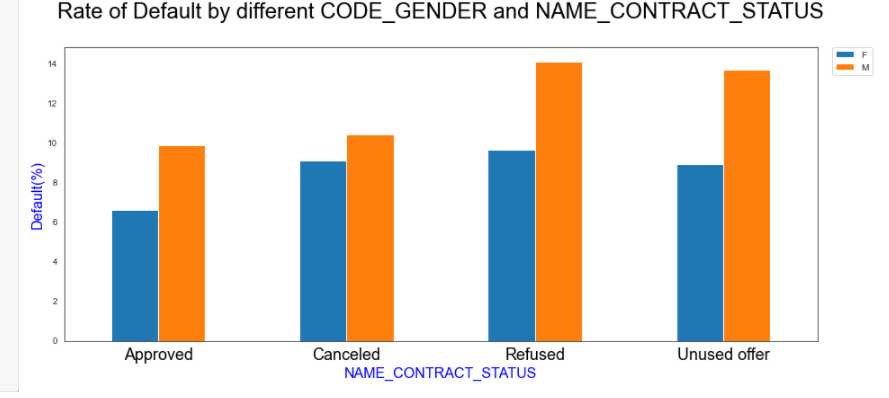 Rate of Default by different CODE_GENDER and NAME_CONTRACT_STATUS
F
M
Default(%)
14
12
10
8
6
4
2
0
Approved Canceled Refused Unused offer
NAME_CONTRACT_STATUS